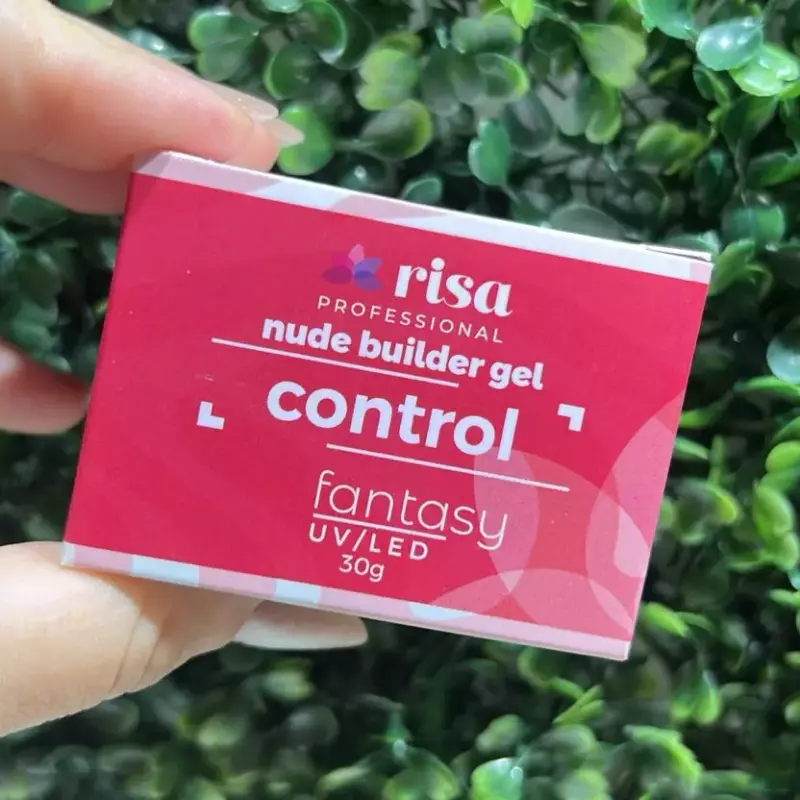 risa
PROFESSIONAL
nude builder gel
control
fantasy
UV/LED
30g